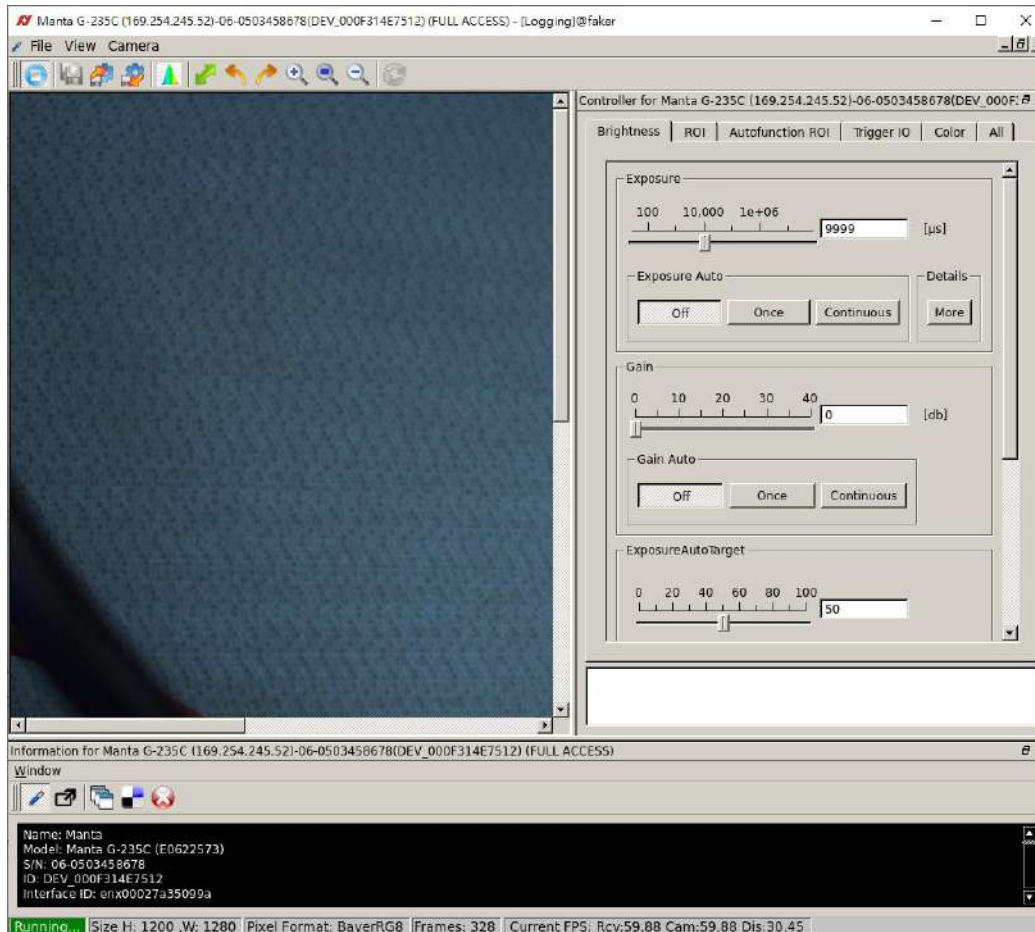 Manta G-235C (169.254.245.52)-06-0503458678(DEV_000F314E7512) (FULL ACCESS) - [Logging]@faker
File View Camera
Controller for Manta G-235C (169.254.245.52)-06-0503458678(DEV_000F:
Brightness ROI Autofunction ROI Trigger IO Color All
Exposure
100 10,000 1e+06
9999 [µs]
Exposure Auto Details
Off Once Continuous More
Gain
0 10 20 30 40
0 [db]
Gain Auto
Off Once Continuous
ExposureAutoTarget
0 20 40 60 80 100
50
Information for Manta G-235C (169.254.245.52)-06-0503458678(DEV_000F314E7512) (FULL ACCESS)
Window
Name: Manta
Model: Manta G-235C (E0622573)
S/N: 06-0503458678
ID: DEV_000F314E7512
Interface ID: enx00027a35099a
Running... Size H: 1200 ,W: 1280 Pixel Format: BayerRG8 Frames: 328 Current FPS: Rcv:59.88 Cam:59.88 Dis:30.45